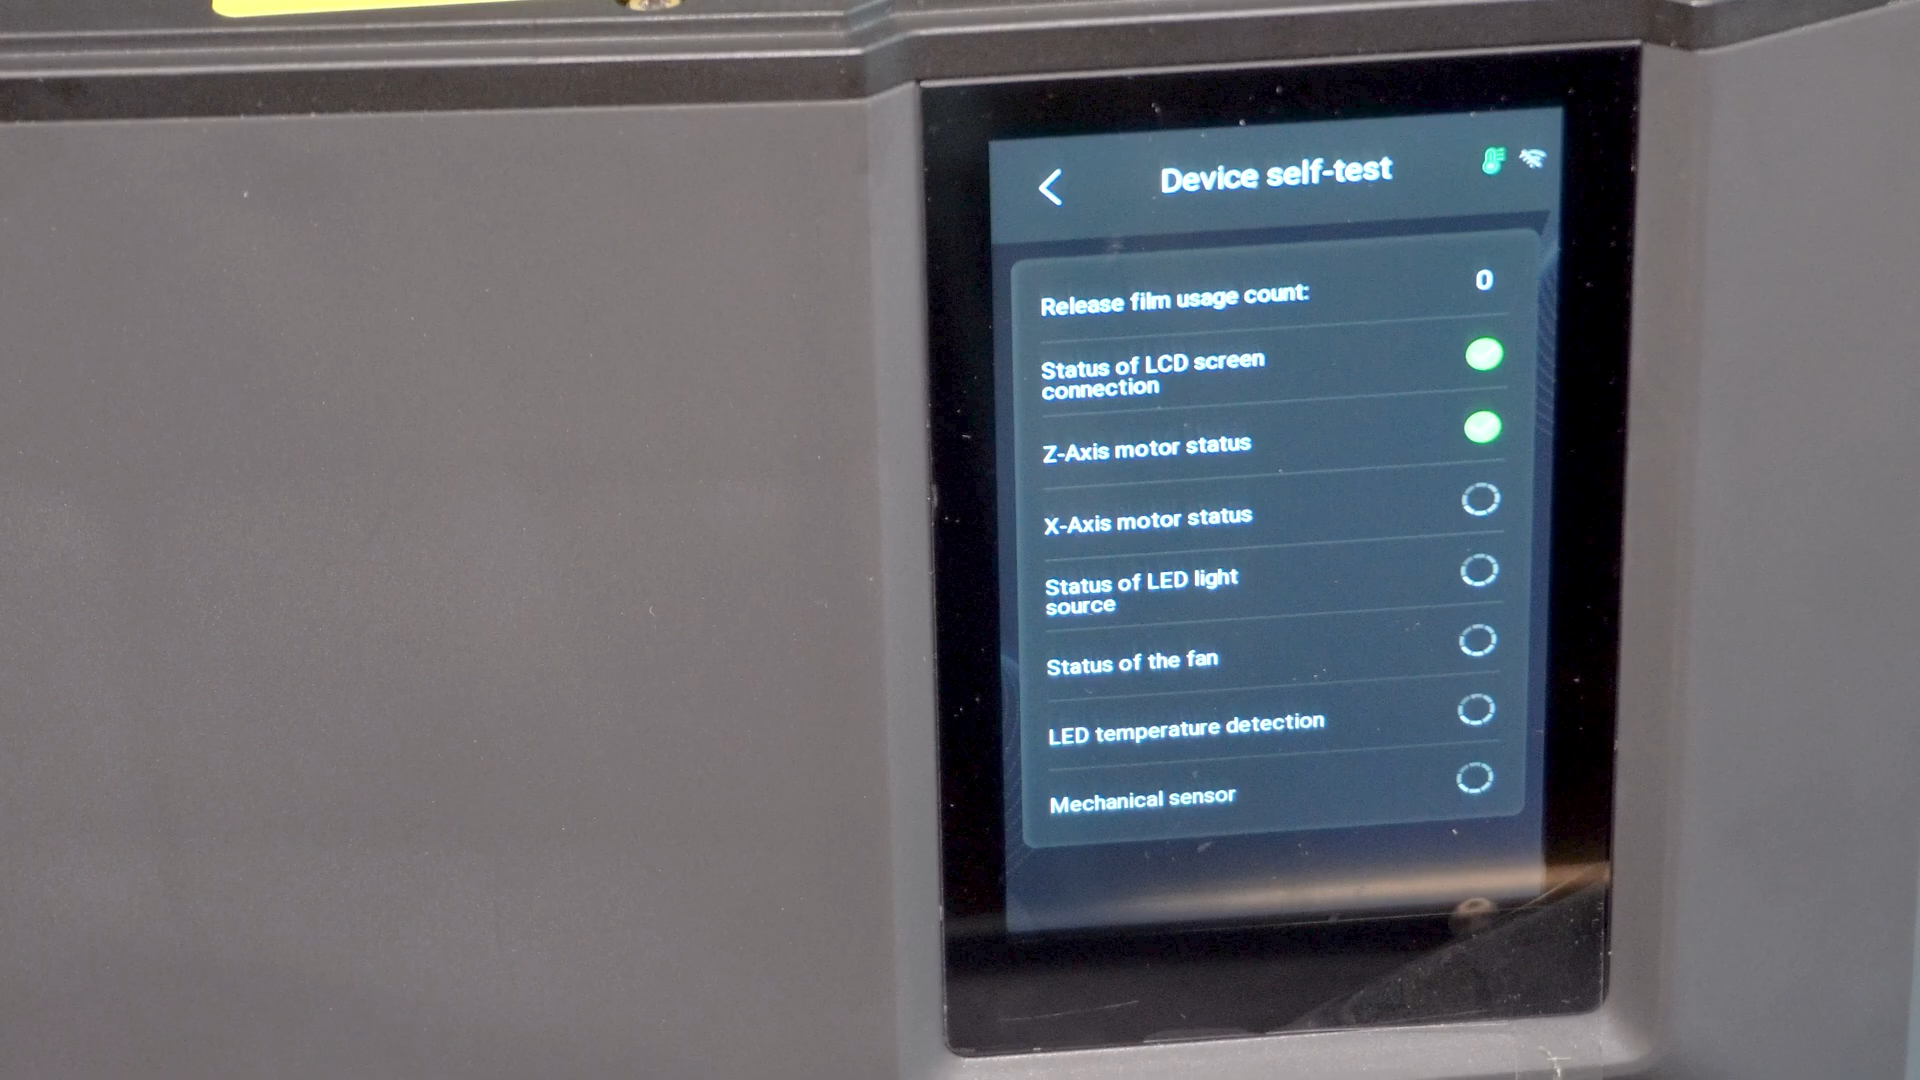 Device self-test
Release film usage count: 0
Status of LCD screen
connection
Z-Axis motor status
X-Axis motor status
Status of LED light
source
Status of the fan
LED temperature detection
Mechanical sensor